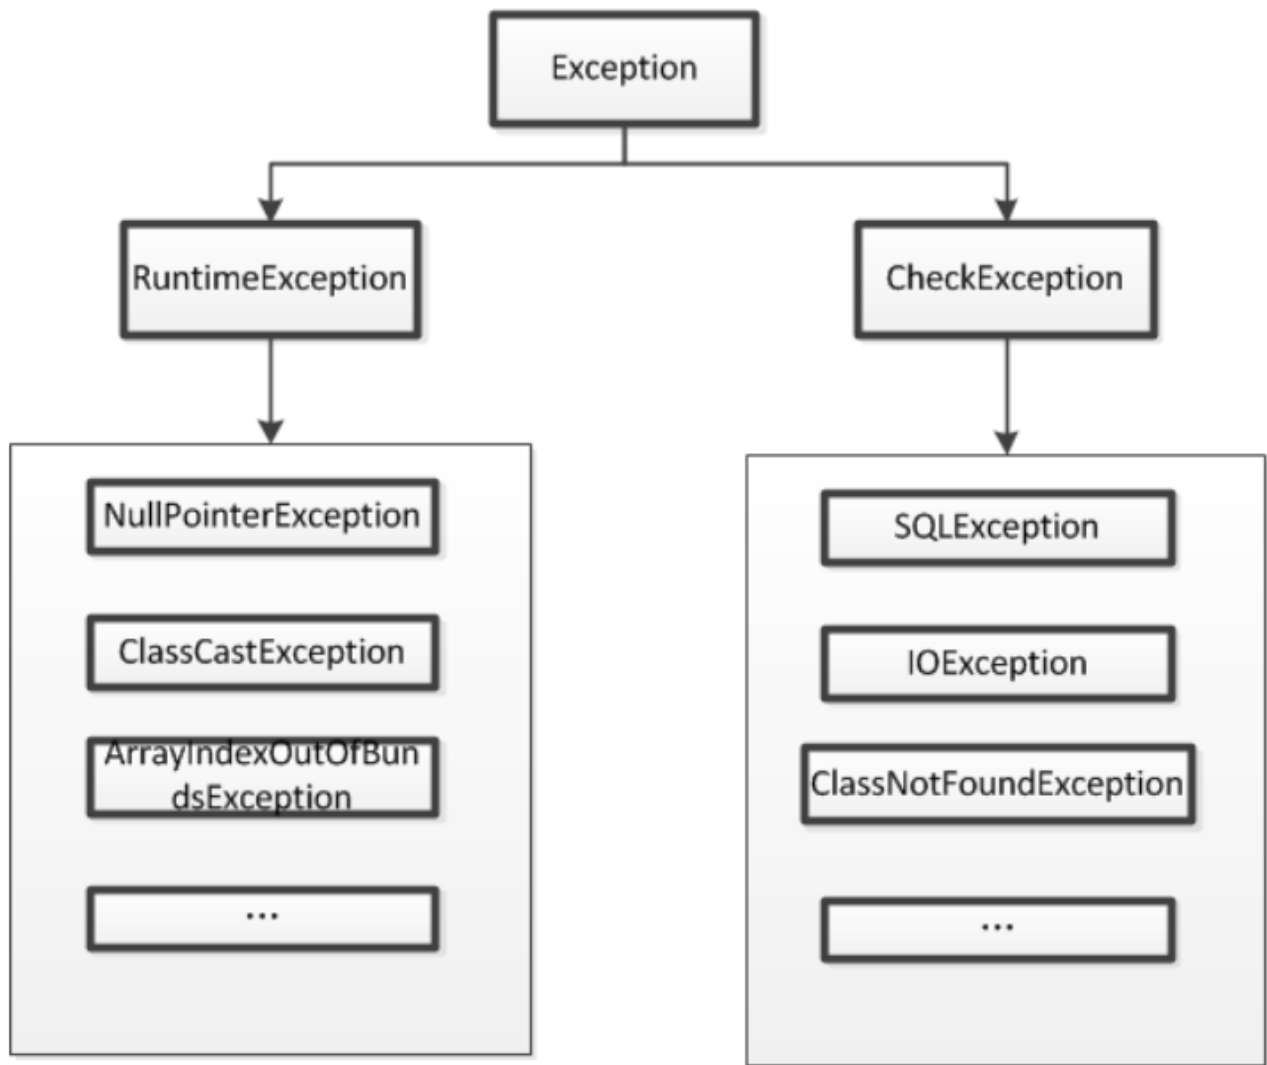 Exception
RuntimeException
CheckException
NullPointerException
ClassCastException
ArrayIndexOutOfBun
dsException
...
SQLException
IOException
ClassNotFoundException
...